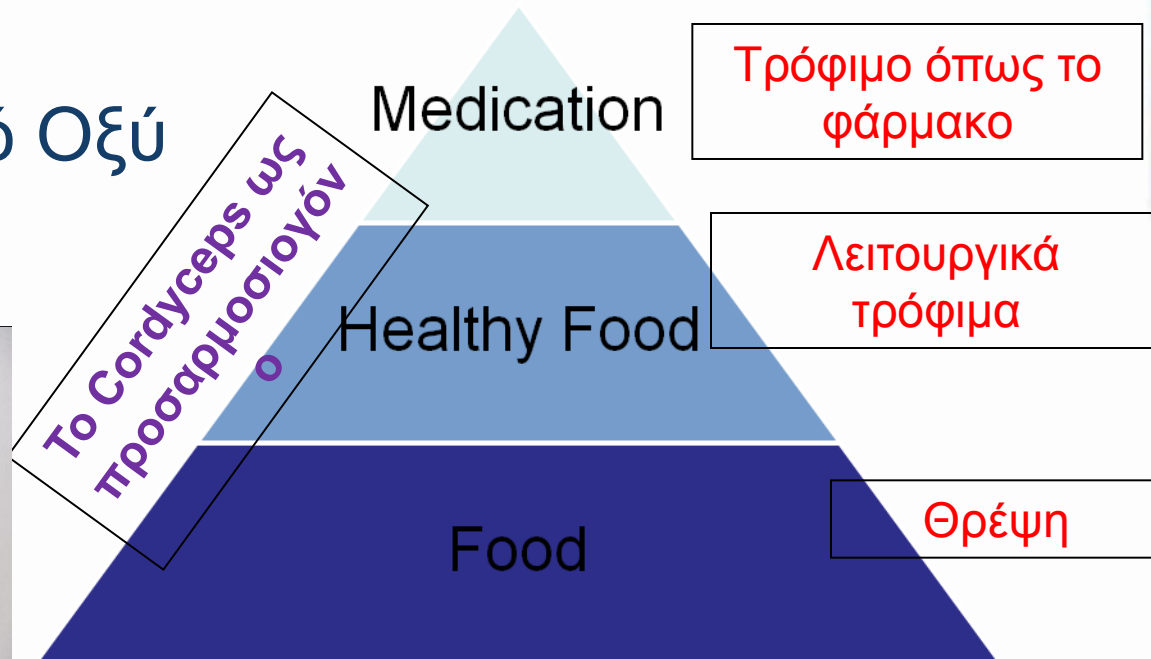 Οξύ
Medication
Τρόφιμο όπως το
φάρμακο
Το Cordyceps ως
προσαρμοσιογόν
ο
Healthy Food
Λειτουργικά
τρόφιμα
Food
Θρέψη